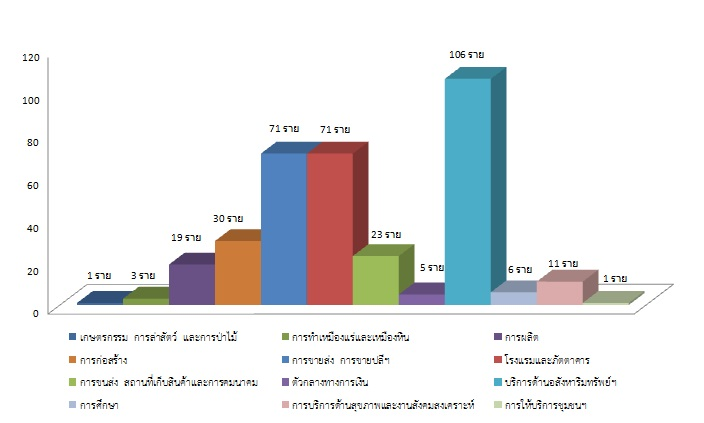 120
100
80
60
40
20
0
1 ราย
3 ราย
19 ราย
30 ราย
71 ราย
71 ราย
23 ราย
5 ราย
106 ราย
6 ราย
11 ราย
1 ราย
เกษตรกรรม การล่าสัตว์ และการป่าไม้
การทำเหมืองแร่และเหมืองหิน
การผลิต
การก่อสร้าง
การขายส่ง การขายปลีกฯ
โรงแรมและภัตตาคาร
การขนส่ง สถานที่เก็บสินค้าและการคมนาคม
ตัวกลางทางการเงิน
บริการด้านอสังหาริมทรัพย์ฯ
การศึกษา
การบริการด้านสุขภาพและงานสังคมสงเคราะห์
การให้บริการชุมชนฯ